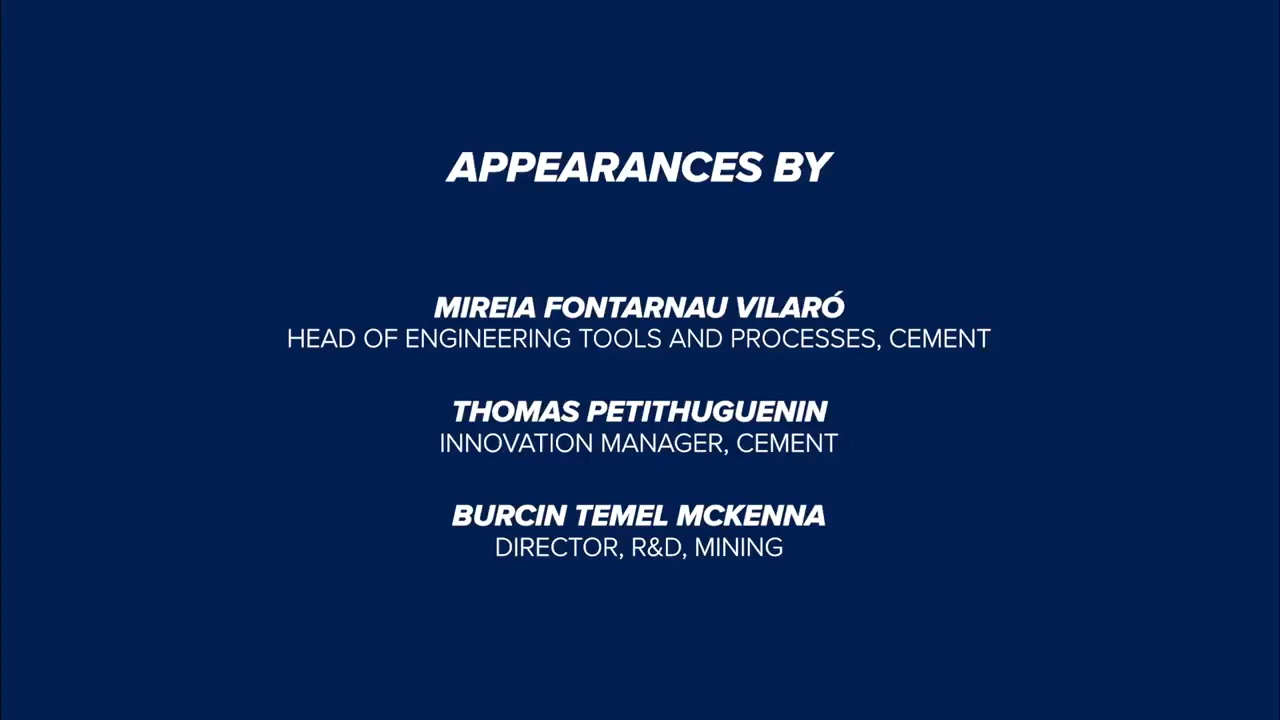 APPEARANCES BY
MIREIA FONTARNAU VILARÓ
HEAD OF ENGINEERING TOOLS AND PROCESSES, CEMENT
THOMAS PETITHUGUENIN
INNOVATION MANAGER, CEMENT
BURCIN TEMEL MCKENNA
DIRECTOR, R&D, MINING